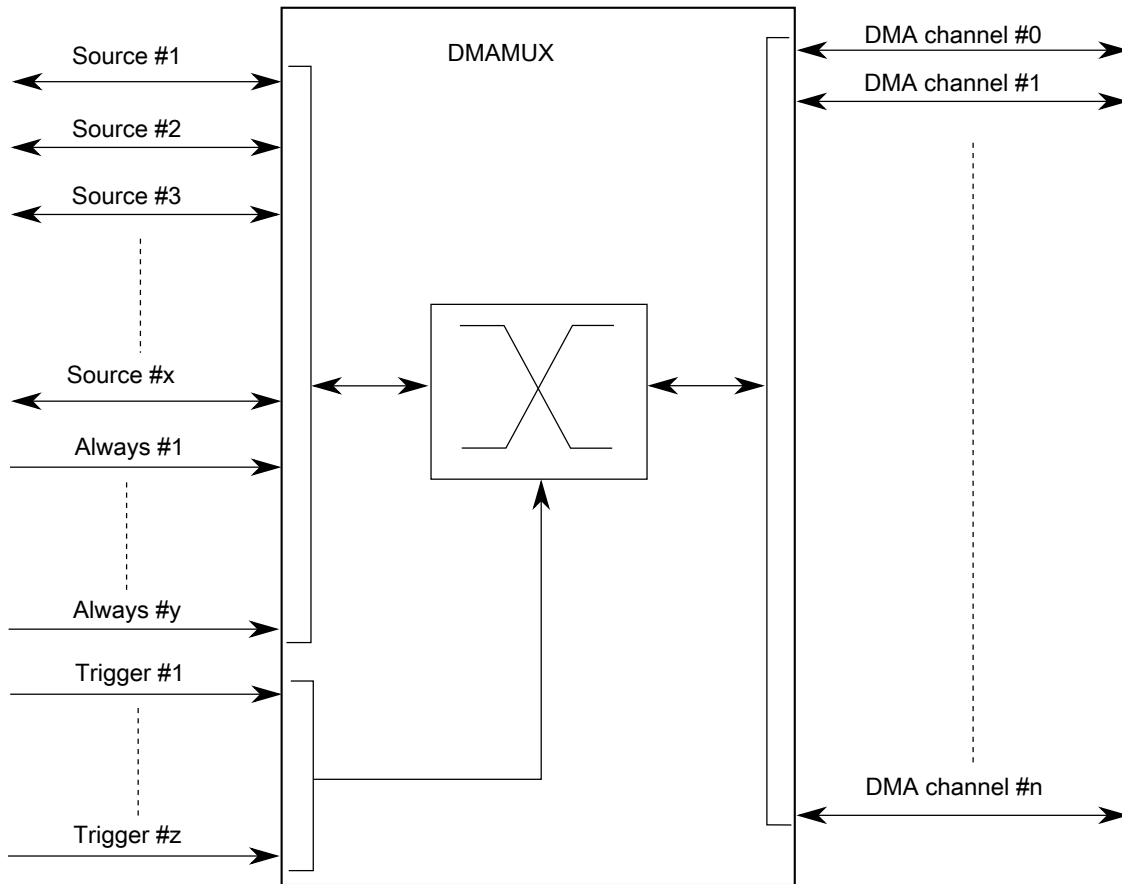 DMAMUX
Source #1
Source #2
Source #3
Source #x
Always #1
Always #y
Trigger #1
Trigger #z
DMA channel #0
DMA channel #1
DMA channel #n